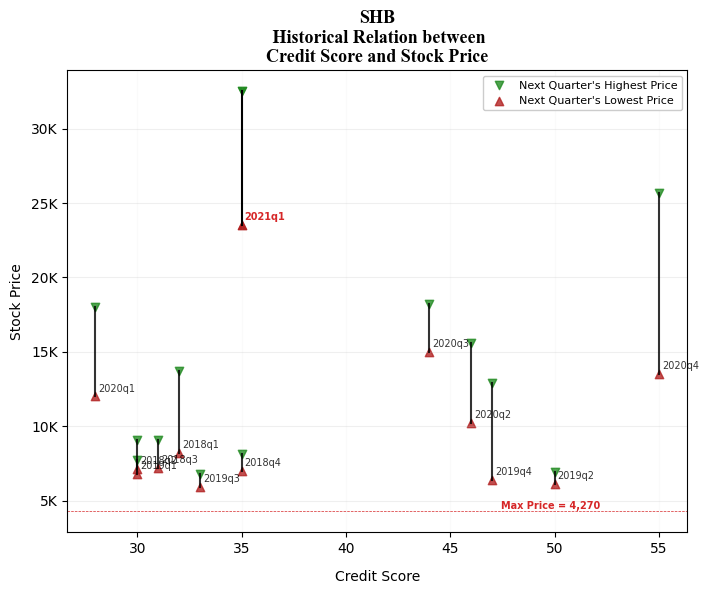 SHB
Historical Relation between
Credit Score and Stock Price
Next Quarter's Highest Price
Next Quarter's Lowest Price
30K
25K
20K
15K
10K
5K
Stock Price
2021q1
2020q3
2020q4
2020q1
2020q2
2018q1
2018q2
2018q3
2019q1
2018q4
2019q3
2019q4
2019q2
Max Price = 4,270
30
35
40
45
50
55
Credit Score